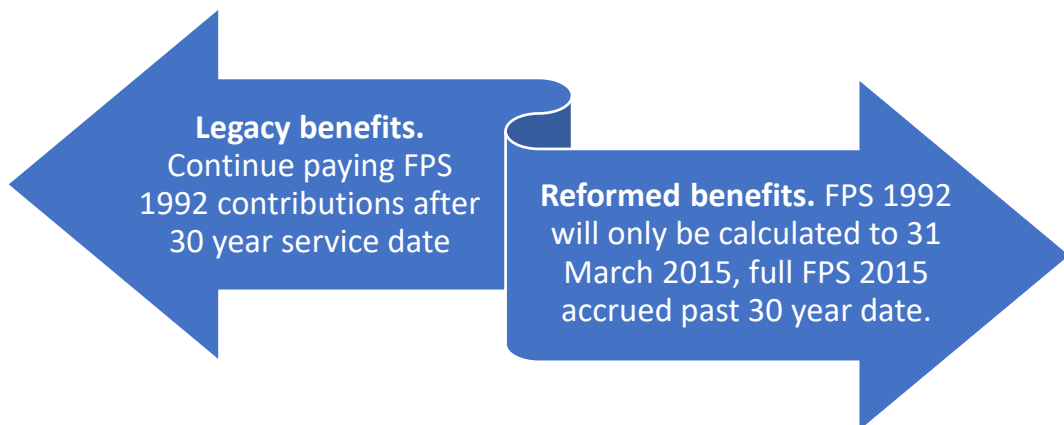 Legacy benefits.
Continue paying FPS
1992 contributions after
30 year service date
Reformed benefits. FPS 1992
will only be calculated to 31
March 2015, full FPS 2015
accrued past 30 year date.